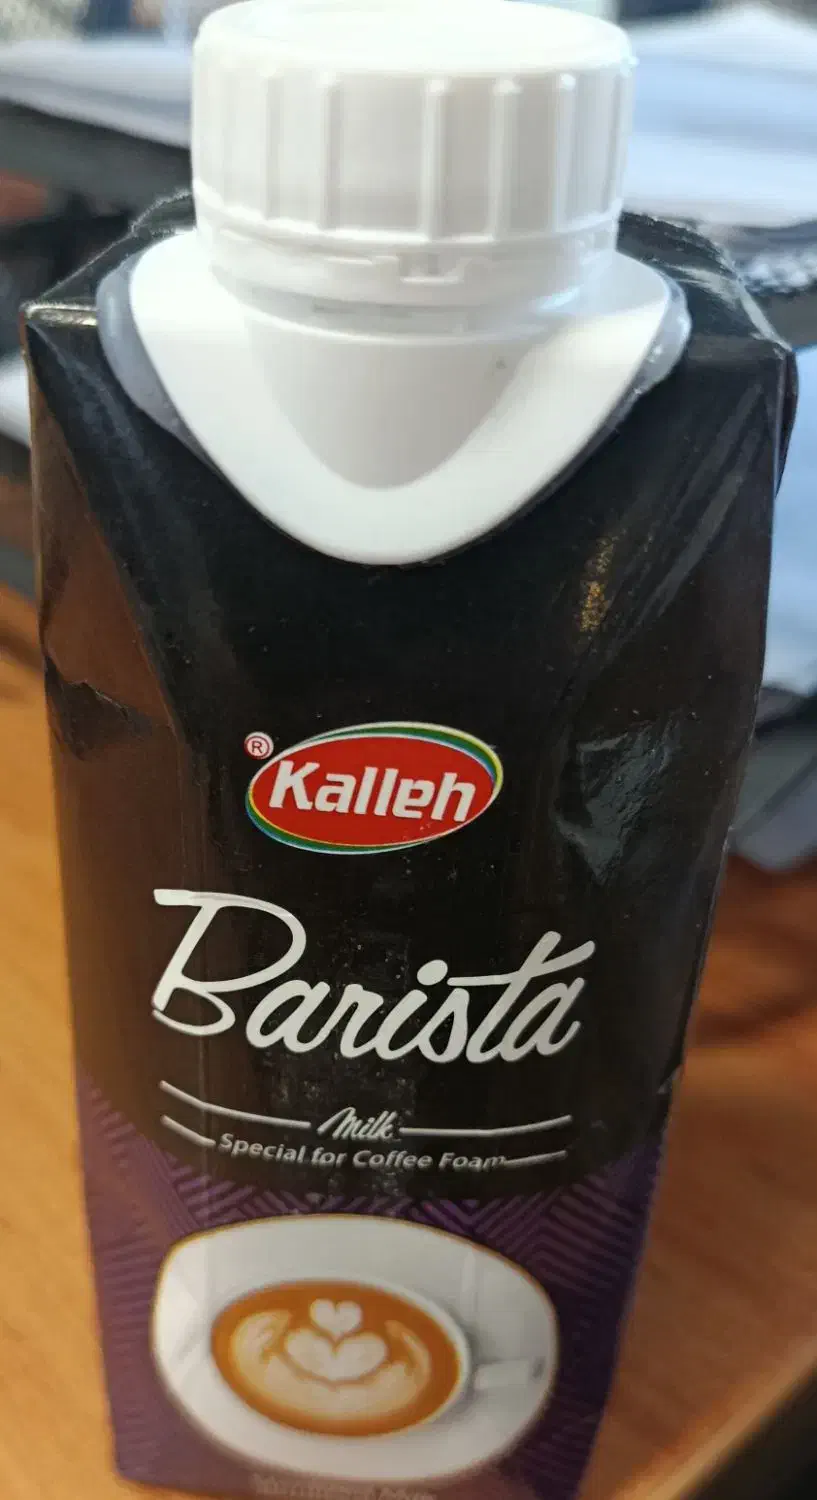 ®
Kalleh
Barista
Milk
Special for Coffee Foam